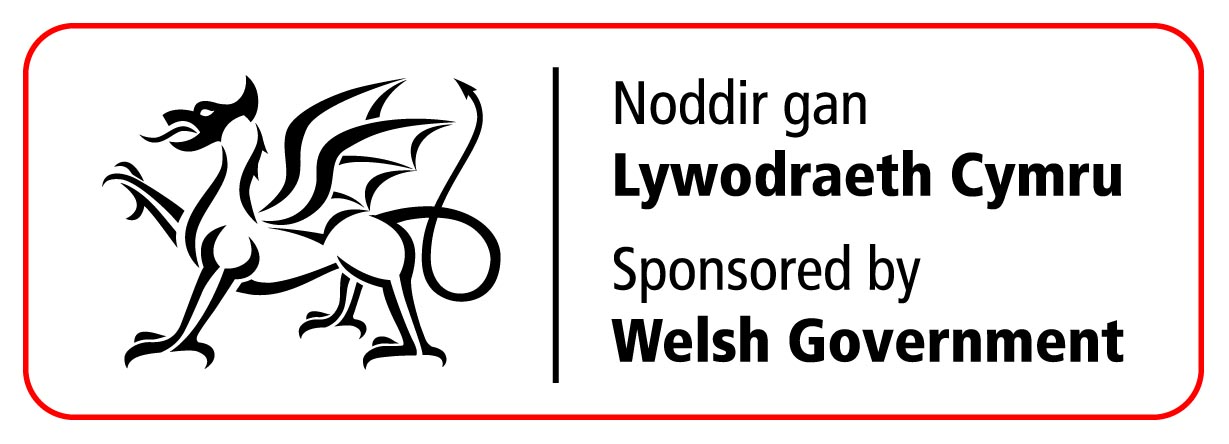 Noddir gan
Lywodraeth Cymru
Sponsored by
Welsh Government